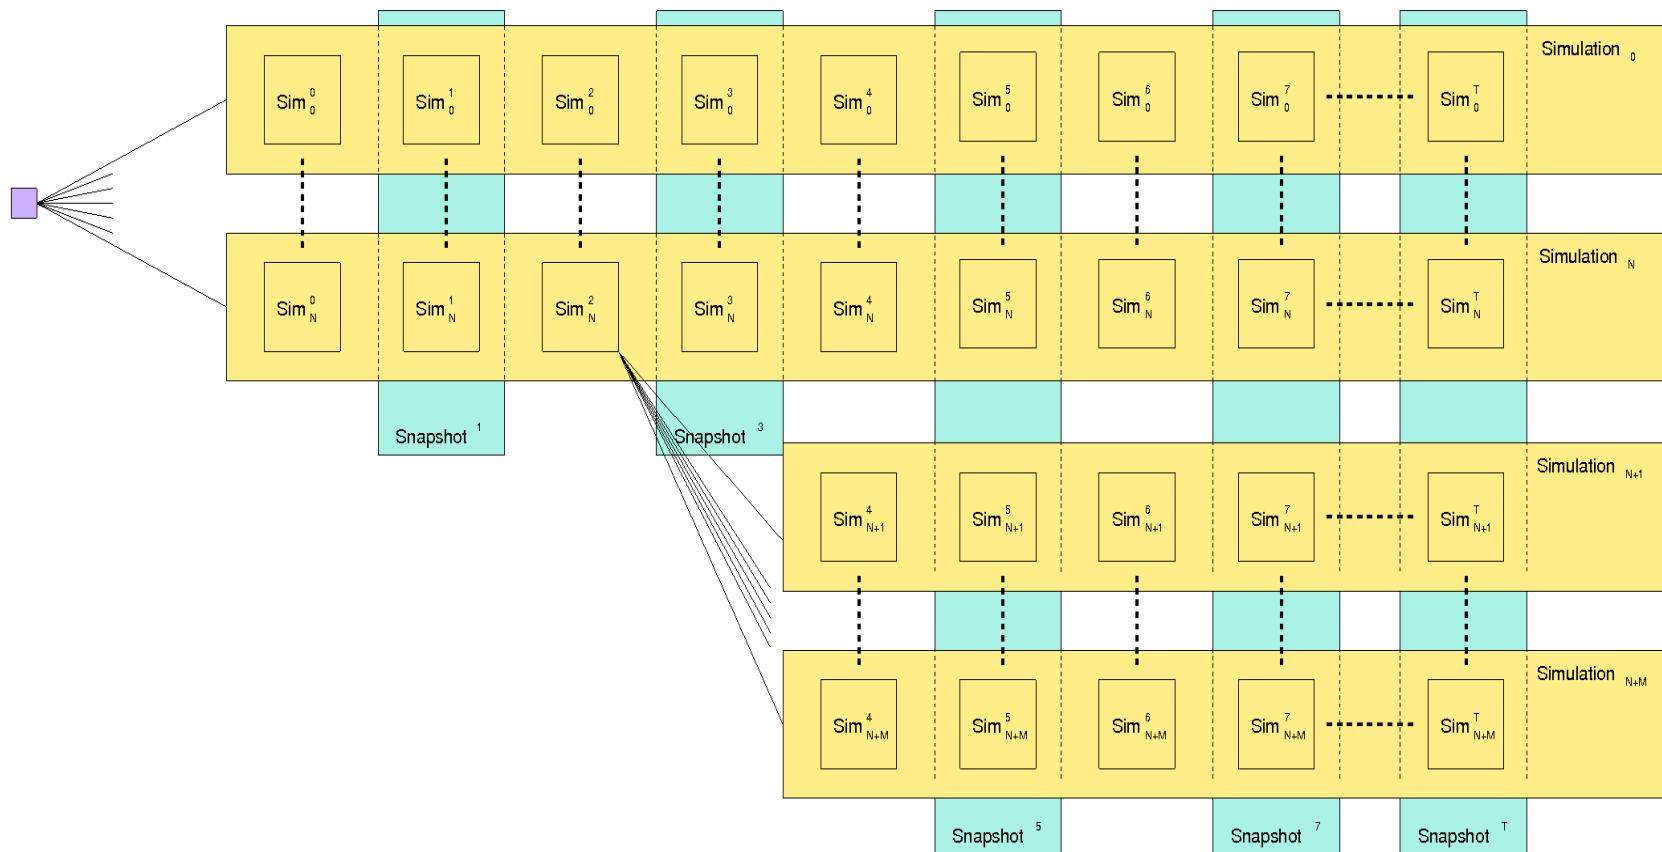 Simulation 0
Sim 0 0 Sim 1 0 Sim 2 0 Sim 3 0 Sim 4 0 Sim 5 0 Sim 6 0 Sim 7 0 Sim T 0
Simulation N
Sim 0 N Sim 1 N Sim 2 N Sim 3 N Sim 4 N Sim 5 N Sim 6 N Sim 7 N Sim T N
Snapshot 1 Snapshot 3
Simulation N+1
Sim 4 N+1 Sim 5 N+1 Sim 6 N+1 Sim 7 N+1 Sim T N+1
Simulation N+M
Sim 4 N+M Sim 5 N+M Sim 6 N+M Sim 7 N+M Sim T N+M
Snapshot 5 Snapshot 7 Snapshot T